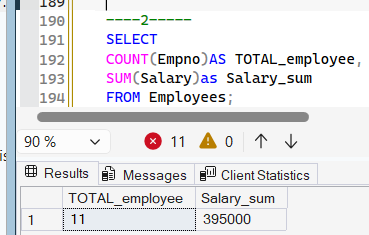 189
190 ----2-----
191 SELECT
192 COUNT(Empno)AS TOTAL_employee,
193 SUM(Salary)as Salary_sum
194 FROM Employees;
90 % 11 0
Results Messages Client Statistics
TOTAL_employee Salary_sum
1 11 395000